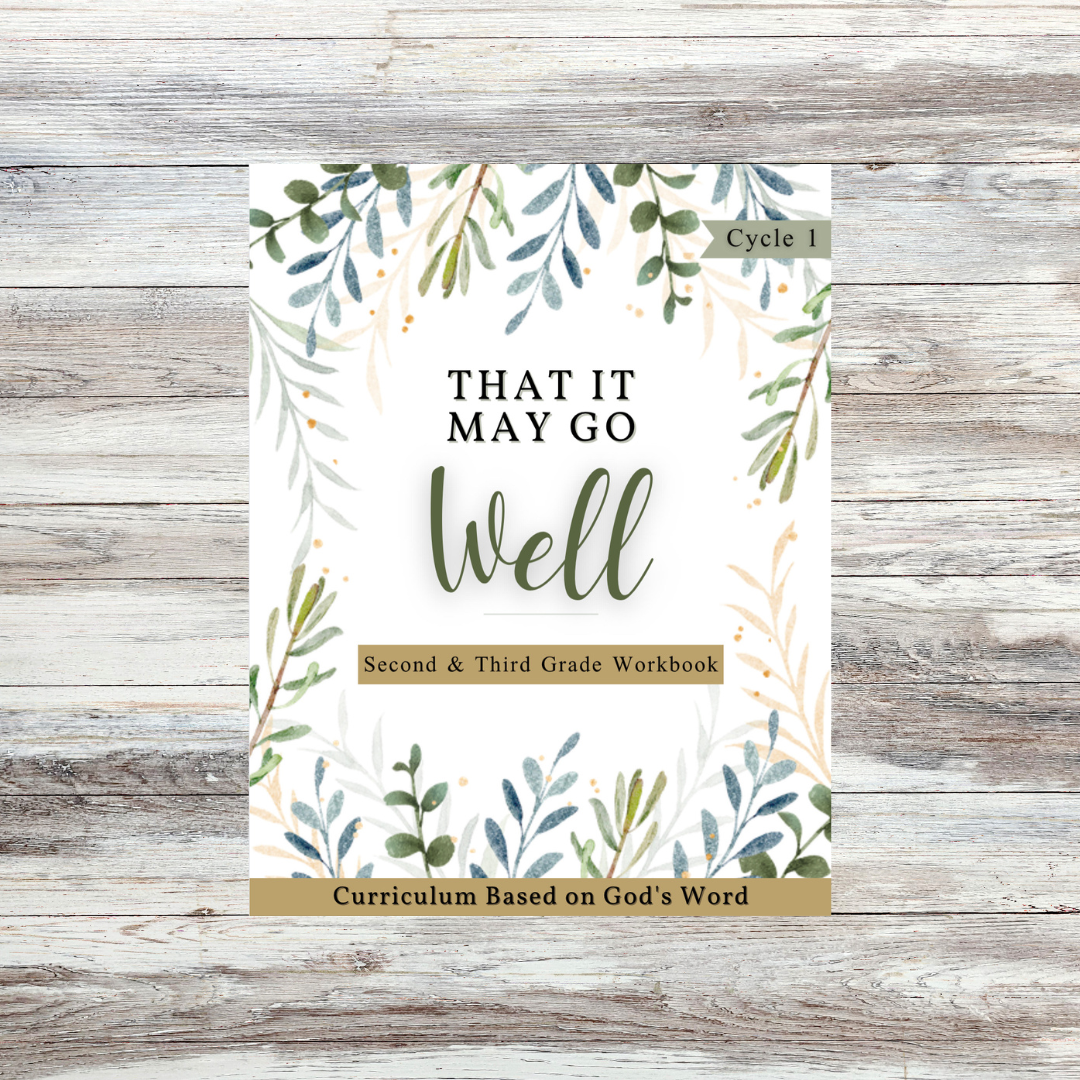 Cycle 1
THAT IT
MAY GO
Well
Second & Third Grade Workbook
Curriculum Based on God's Word